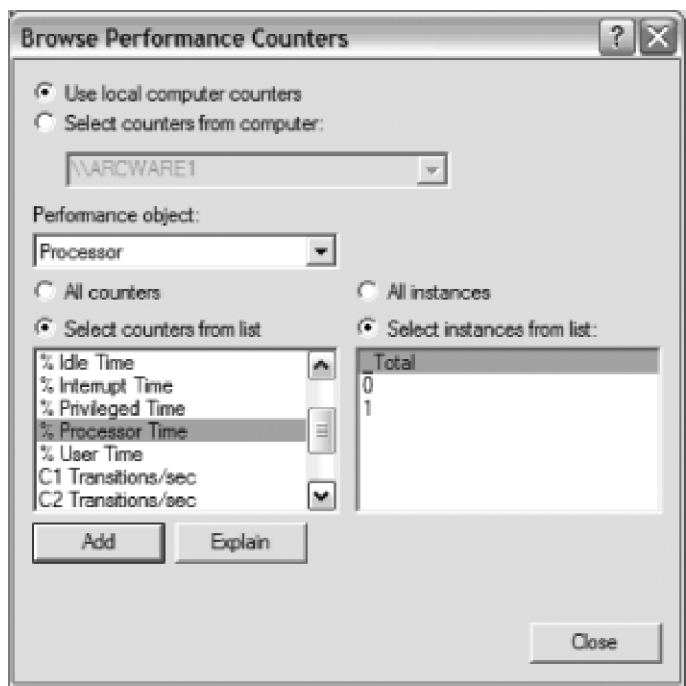 Browse Performance Counters
Use local computer counters
Select counters from computer:
\\ARCWARE1
Performance object:
Processor
All counters
All instances
Select counters from list
Select instances from list:
% Idle Time
% Interrupt Time
% Privileged Time
% Processor Time
% User Time
C1 Transitions/sec
C2 Transitions/sec
_Total
0
1
Add
Explain
Close